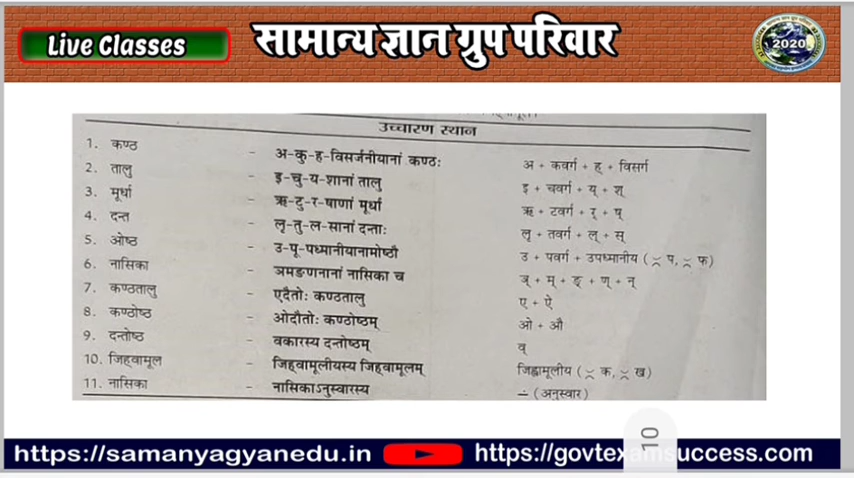 Live Classes
सामान्य ज्ञान ग्रुप परिवार
2020
उच्चारण स्थान
1. कण्ठ - अ-कु-ह-विसर्जनीयानां कण्ठः अ + कवर्ग + ह् + विसर्ग
2. तालु - इ-चु-य-शानां तालु इ + चवर्ग + य् + श्
3. मूर्धा - ऋ-टु-र-षाणां मूर्धा ऋ + टवर्ग + र् + ष्
4. दन्त - लृ-तु-ल-सानां दन्ताः लृ + तवर्ग + ल् + स्
5. ओष्ठ - उ-पू-पध्मानीयानामोष्ठौ उ + पवर्ग + उपध्मानीय (ᳲ प, ᳲ फ)
6. नासिका - ञमङणनानां नासिका च ञ् + म् + ङ् + ण् + न्
7. कण्ठतालु - एदैतोः कण्ठतालु ए + ऐ
8. कण्ठोष्ठ - ओदौतोः कण्ठोष्ठम् ओ + औ
9. दन्तोष्ठ - वकारस्य दन्तोष्ठम् व्
10. जिह्वामूल - जिह्वामूलीयस्य जिह्वामूलम् जिह्वामूलीय (ᳲ क, ᳲ ख)
11. नासिका - नासिकाऽनुस्वारस्य ∸ (अनुस्वार)
10
https://samanyagyanedu.in https://govtexamsuccess.com